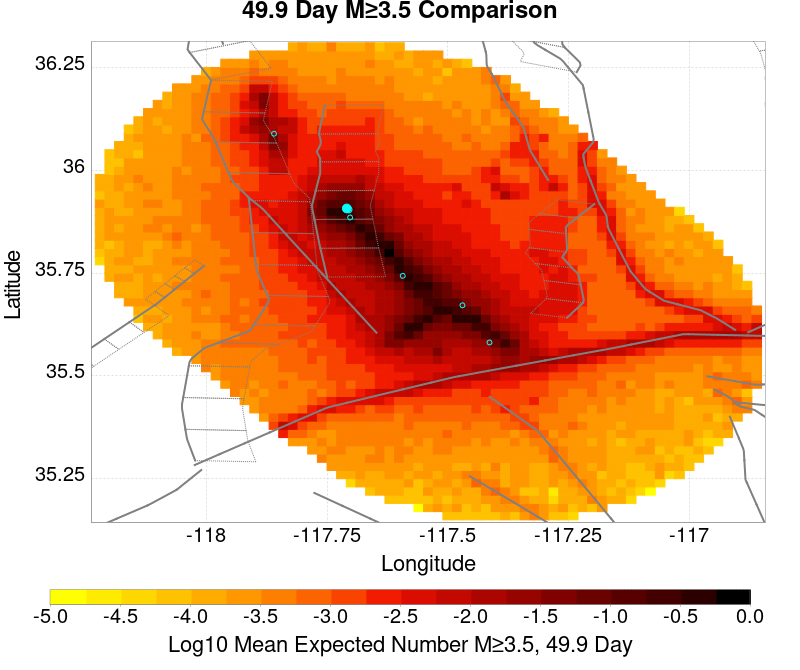 49.9 Day M≥3.5 Comparison
36.25
36
35.75
35.5
35.25
Latitude
-118 -117.75 -117.5 -117.25 -117
Longitude
-5.0 -4.5 -4.0 -3.5 -3.0 -2.5 -2.0 -1.5 -1.0 -0.5 0.0
Log10 Mean Expected Number M≥3.5, 49.9 Day